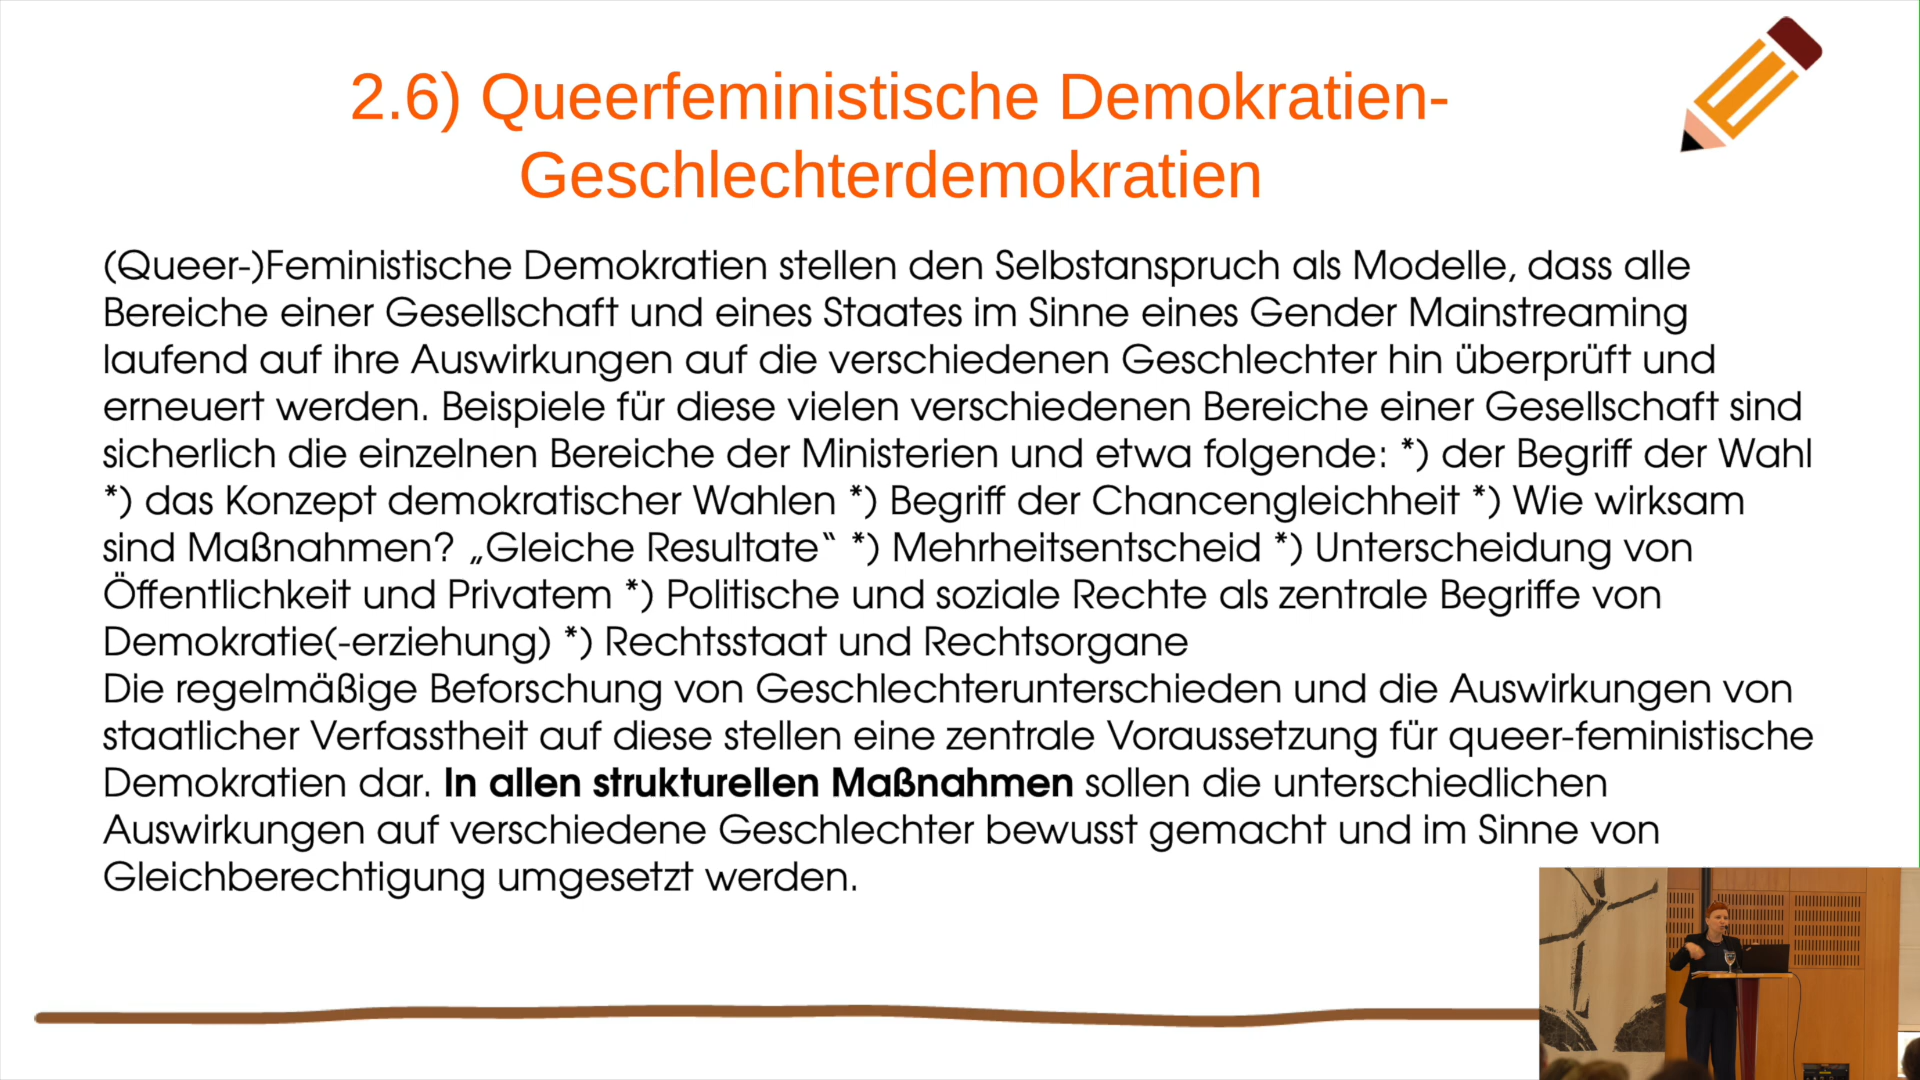 2.6) Queerfeministische Demokratien-
Geschlechterdemokratien
(Queer-)Feministische Demokratien stellen den Selbstanspruch als Modelle, dass alle
Bereiche einer Gesellschaft und eines Staates im Sinne eines Gender Mainstreaming
laufend auf ihre Auswirkungen auf die verschiedenen Geschlechter hin überprüft und
erneuert werden. Beispiele für diese vielen verschiedenen Bereiche einer Gesellschaft sind
sicherlich die einzelnen Bereiche der Ministerien und etwa folgende: *) der Begriff der Wahl
*) das Konzept demokratischer Wahlen *) Begriff der Chancengleichheit *) Wie wirksam
sind Maßnahmen? „Gleiche Resultate‟ *) Mehrheitsentscheid *) Unterscheidung von
Öffentlichkeit und Privatem *) Politische und soziale Rechte als zentrale Begriffe von
Demokratie(-erziehung) *) Rechtsstaat und Rechtsorgane
Die regelmäßige Beforschung von Geschlechterunterschieden und die Auswirkungen von
staatlicher Verfasstheit auf diese stellen eine zentrale Voraussetzung für queer-feministische
Demokratien dar. In allen strukturellen Maßnahmen sollen die unterschiedlichen
Auswirkungen auf verschiedene Geschlechter bewusst gemacht und im Sinne von
Gleichberechtigung umgesetzt werden.